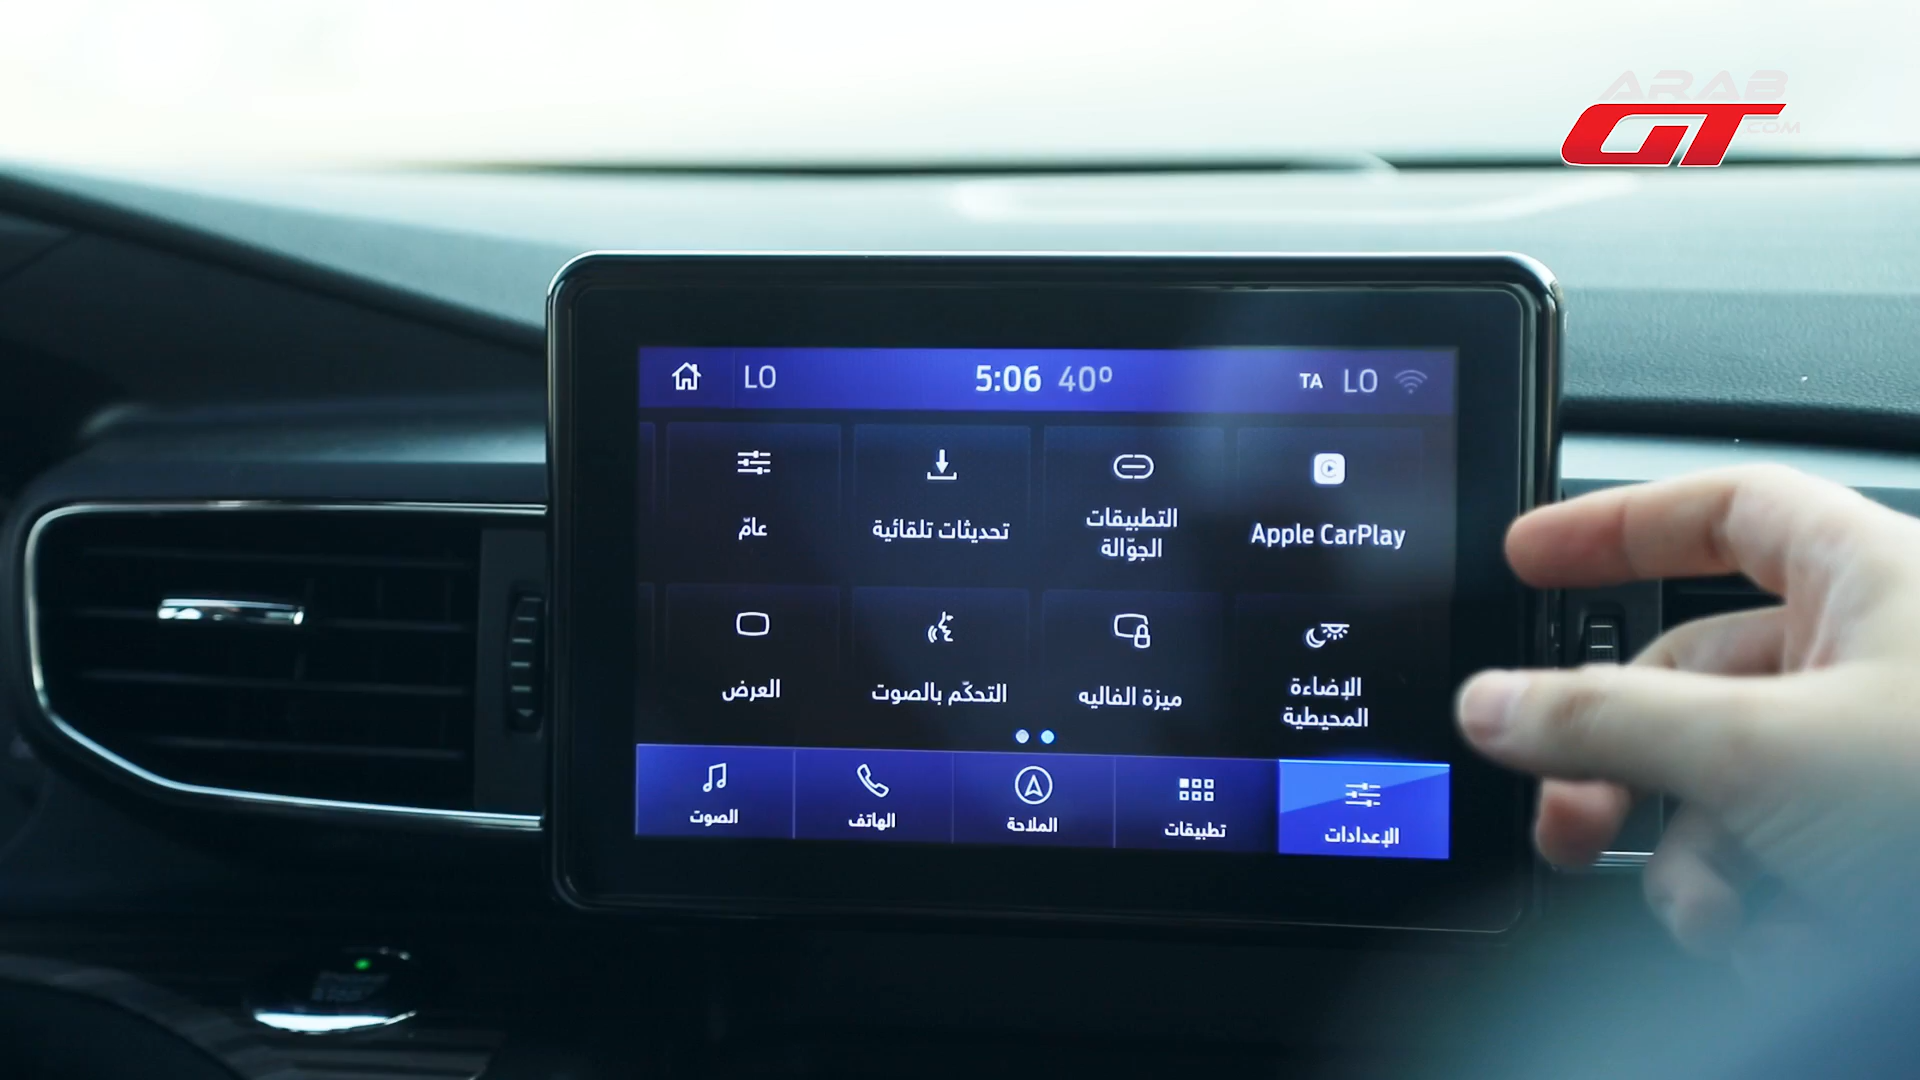 ARAB
GT
.COM
LO
5:06 40°
TA LO
عامّ
تحديثات تلقائية
التطبيقات
الجوّالة
Apple CarPlay
العرض
التحكّم بالصوت
ميزة الفاليه
الإضاءة
المحيطية
الصوت
الهاتف
الملاحة
تطبيقات
الإعدادات